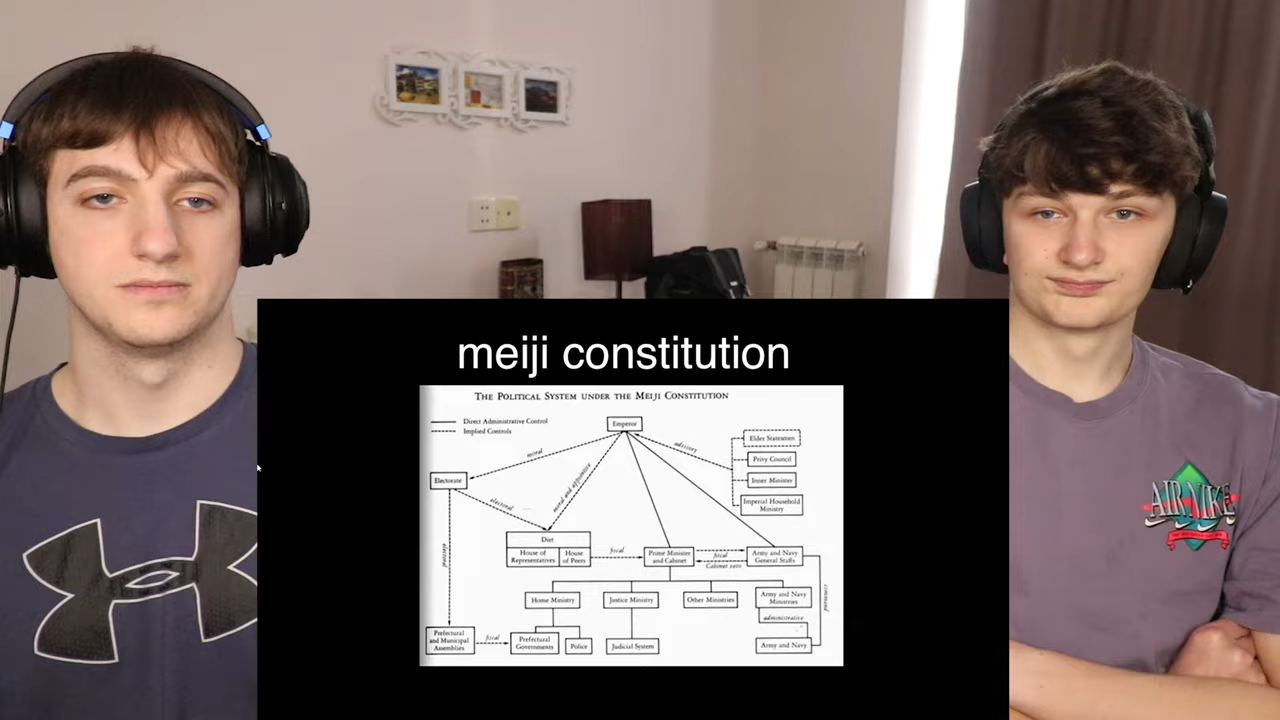 meiji constitution
THE POLITICAL SYSTEM UNDER THE MEIJI CONSTITUTION
Direct Administrative Control
Implied Controls
Emperor
Elder Statesmen
advisory
Privy Council
moral
Inner Minister
Electorate
moral and appointive
Imperial Household
Ministry
electoral
Diet
House of
Representatives
House
of Peers
fiscal
Prime Minister
and Cabinet
fiscal
Cabinet veto
Army and Navy
General Staffs
electoral
command
Home Ministry
Justice Ministry
Other Ministries
Army and Navy
Ministries
administrative
Prefectural
and Municipal
Assemblies
fiscal
Prefectural
Governments
Police
Judicial System
Army and Navy
AIR NIKE